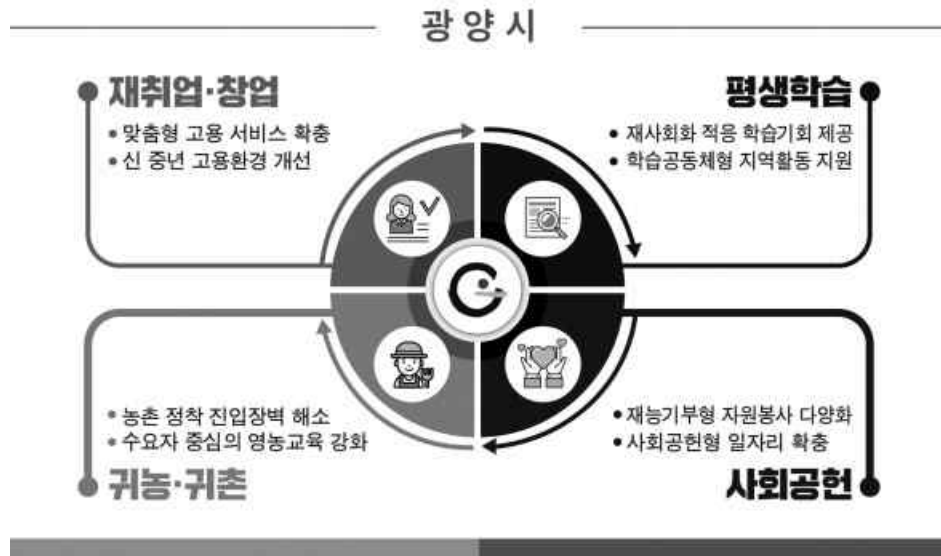 광양시
재취업·창업
• 맞춤형 고용 서비스 확충
• 신 중년 고용환경 개선
평생학습
• 재사회화 적응 학습기회 제공
• 학습공동체형 지역활동 지원
• 농촌 정착 진입장벽 해소
• 수요자 중심의 영농교육 강화
귀농·귀촌
• 재능기부형 자원봉사 다양화
• 사회공헌형 일자리 확충
사회공헌